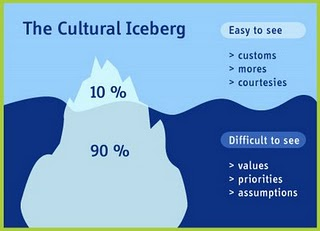 The Cultural Iceberg
Easy to see
> customs
> mores
> courtesies
10 %
90 %
Difficult to see
> values
> priorities
> assumptions